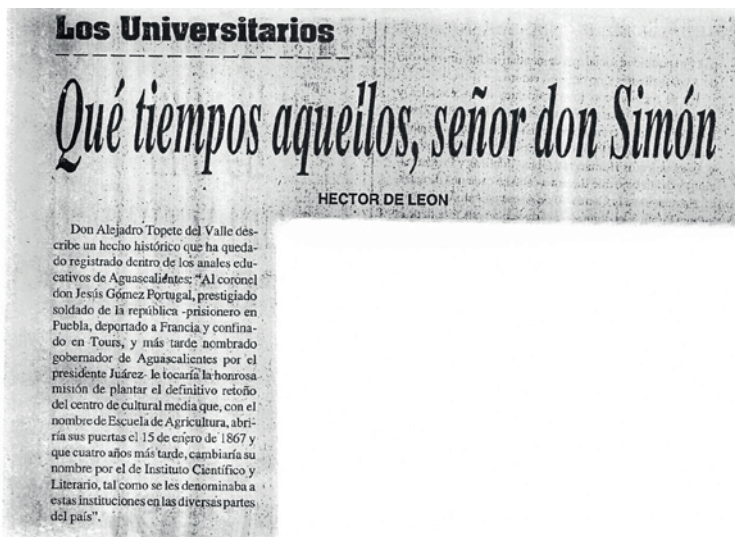 Los Universitarios
Qué tiempos aquellos, señor don Simón
HECTOR DE LEON
Don Alejadro Topete del Valle des-
cribe un hecho histórico que ha queda-
do registrado dentro de los anales edu-
cativos de Aguascalientes: "Al coronel
don Jesús Gómez Portugal, prestigiado
soldado de la república -prisionero en
Puebla, deportado a Francia y confina-
do en Tours, y más tarde nombrado
gobernador de Aguascalientes por el
presidente Juárez- le tocaría la honrosa
misión de plantar el definitivo retoño
del centro de cultural media que, con el
nombre de Escuela de Agricultura, abri-
ría sus puertas el 15 de enero de 1867 y
que cuatro años más tarde, cambiaría su
nombre por el de Instituto Científico y
Literario, tal como se les denominaba a
estas instituciones en las diversas partes
del país".